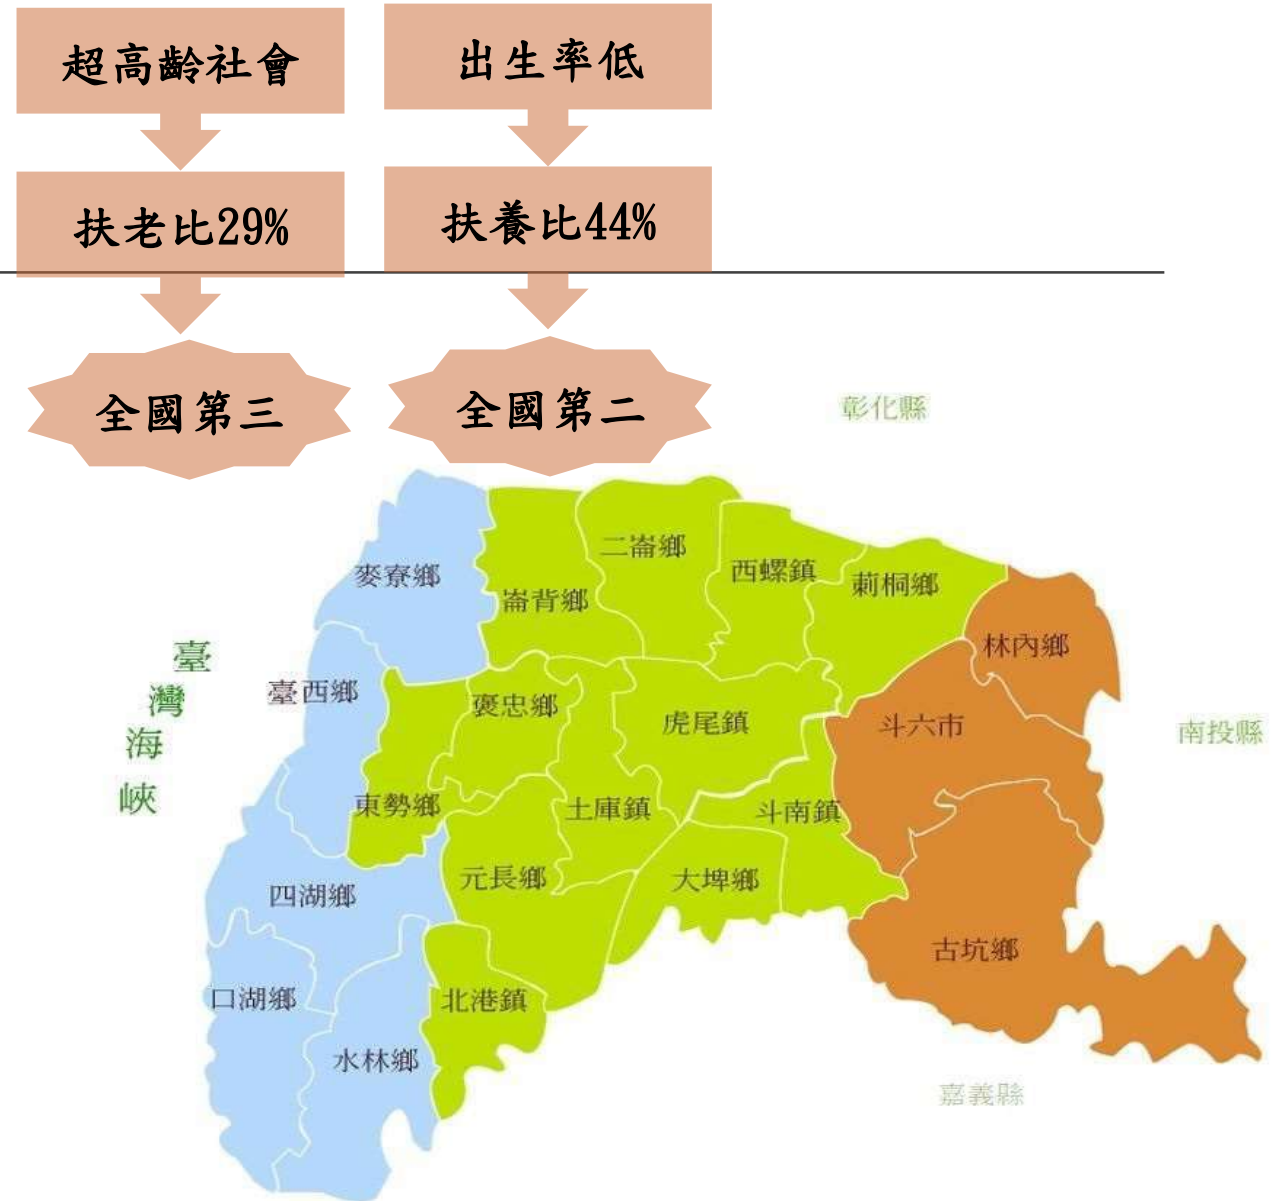 超高齡社會
出生率低
扶老比29%
扶養比44%
全國第三
全國第二
彰化縣
二崙鄉
西螺鎮
麥寮鄉
崙背鄉
莿桐鄉
林內鄉
臺灣海峽
臺西鄉
褒忠鄉
虎尾鎮
斗六市
南投縣
東勢鄉
土庫鎮
斗南鎮
四湖鄉
元長鄉
大埤鄉
古坑鄉
口湖鄉
北港鎮
水林鄉
嘉義縣